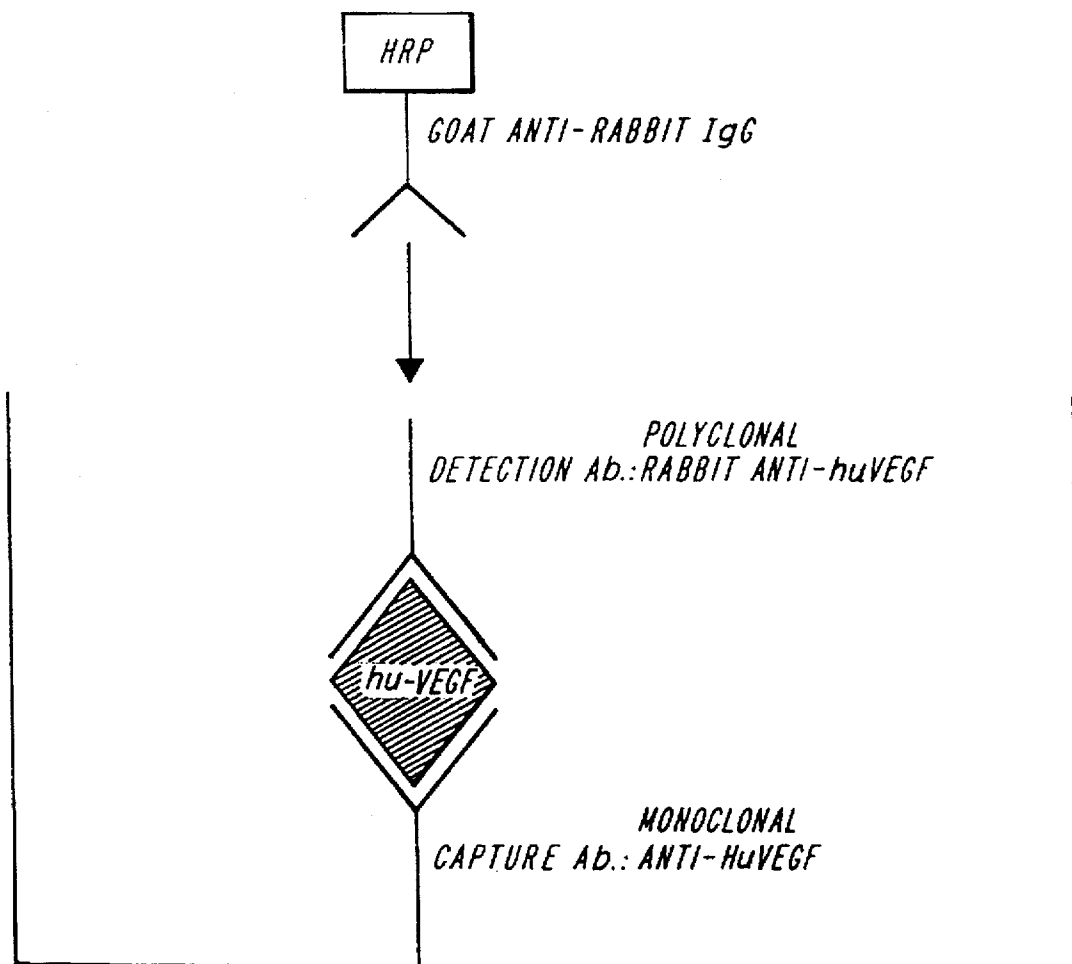 HRP
GOAT ANTI-RABBIT IgG
POLYCLONAL
DETECTION Ab.:RABBIT ANTI-huVEGF
hu-VEGF
MONOCLONAL
CAPTURE Ab.: ANTI-HuVEGF